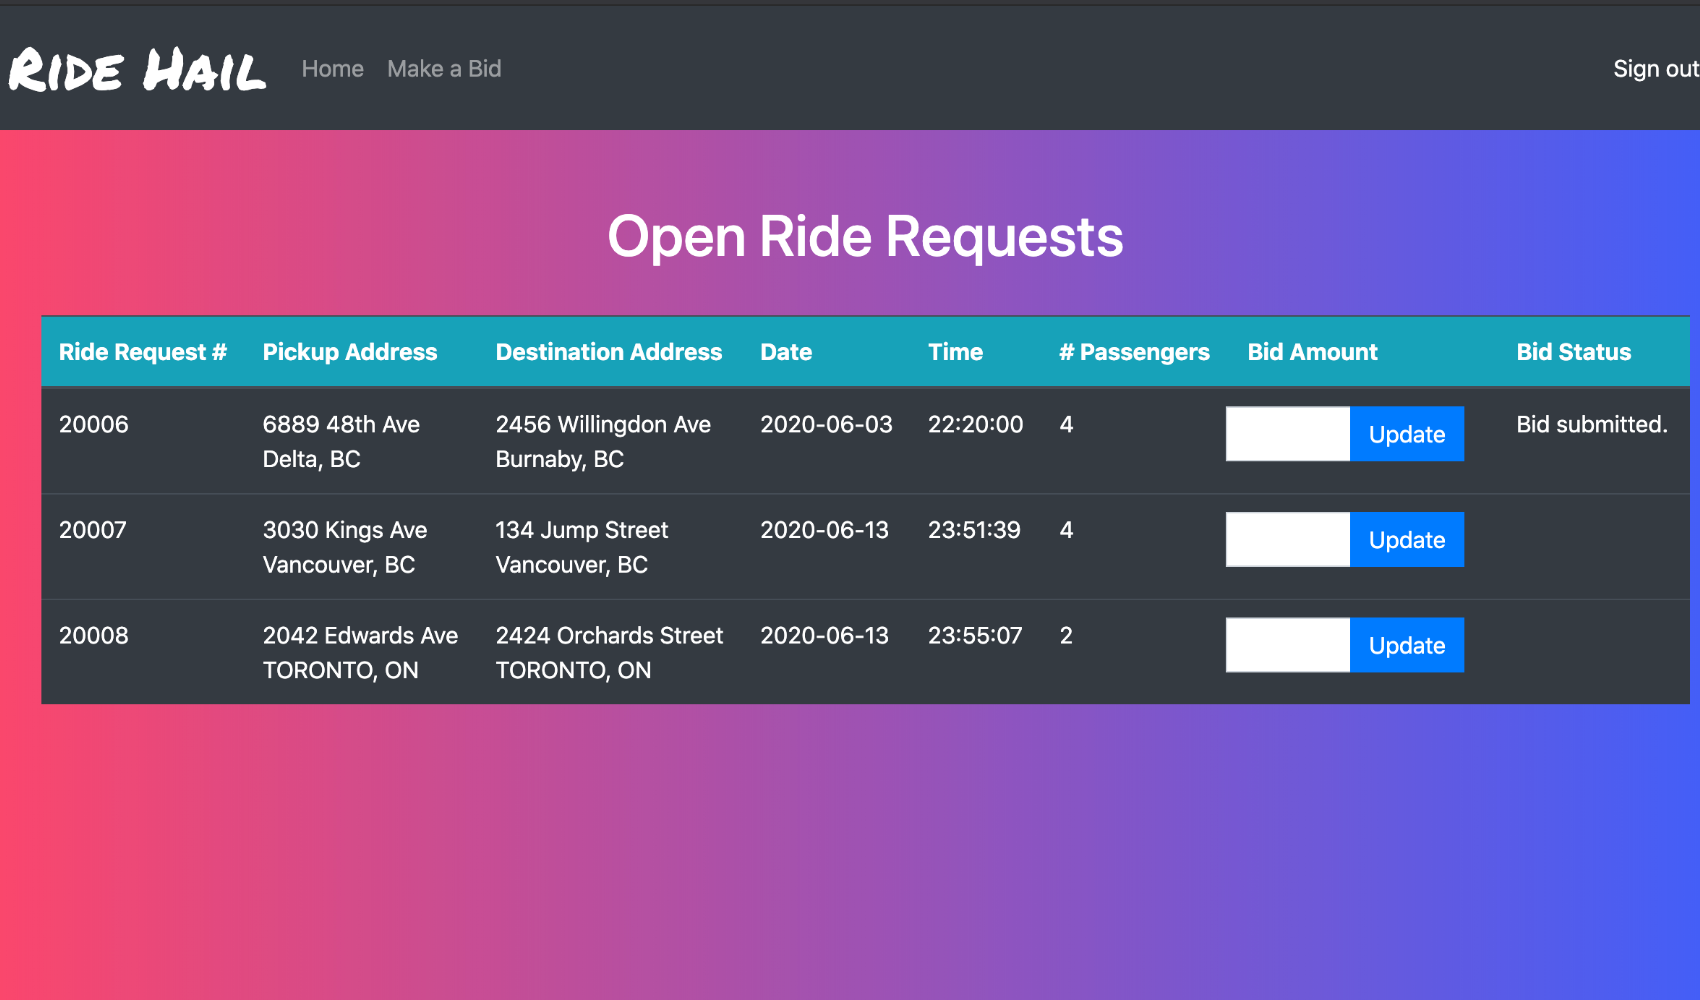 RIDE HAIL Home Make a Bid Sign out
Open Ride Requests
Ride Request # Pickup Address Destination Address Date Time # Passengers Bid Amount Bid Status
20006 6889 48th Ave 2456 Willingdon Ave 2020-06-03 22:20:00 4 Update Bid submitted.
Delta, BC Burnaby, BC
20007 3030 Kings Ave 134 Jump Street 2020-06-13 23:51:39 4 Update
Vancouver, BC Vancouver, BC
20008 2042 Edwards Ave 2424 Orchards Street 2020-06-13 23:55:07 2 Update
TORONTO, ON TORONTO, ON